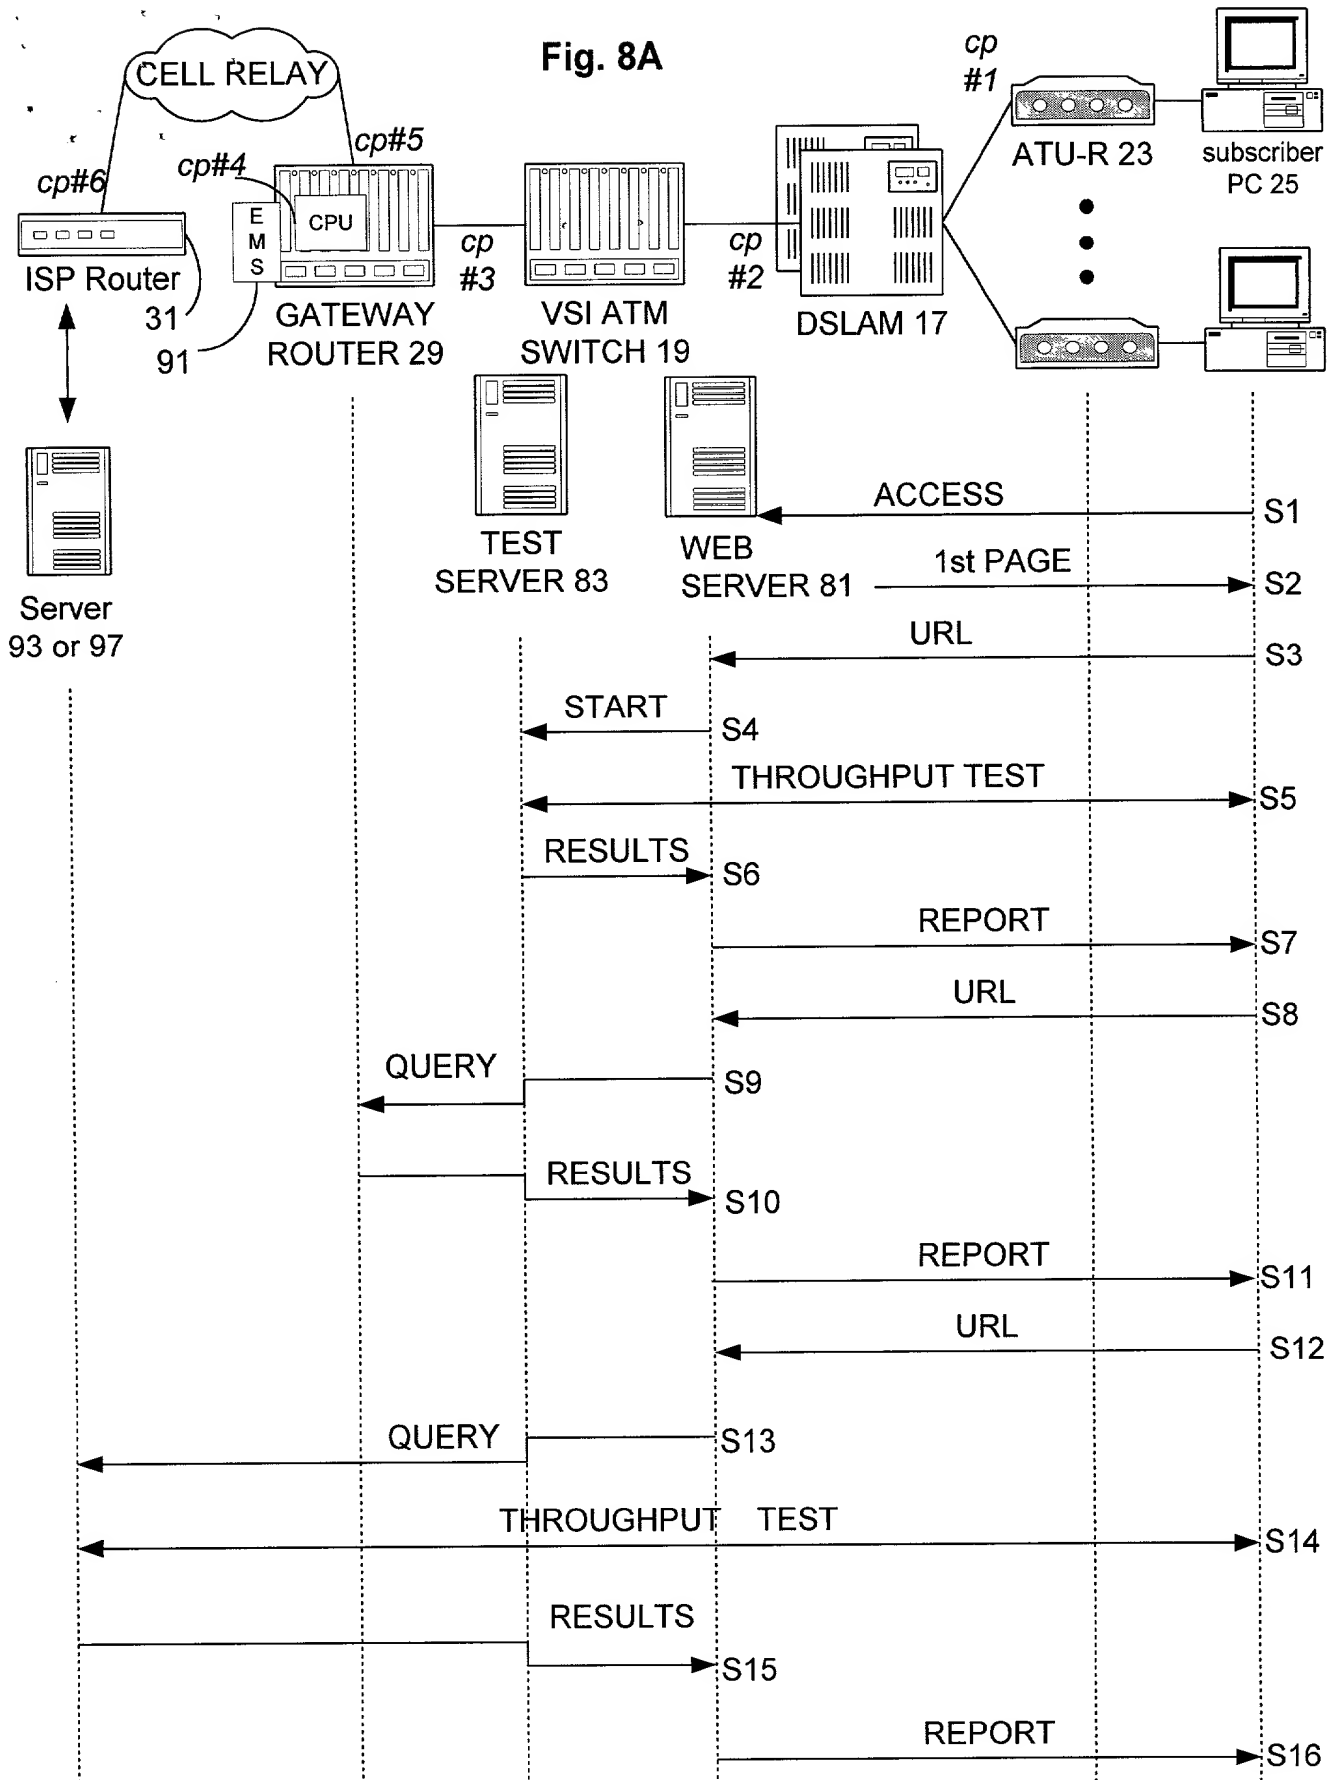 Fig. 8A
CELL RELAY
cp
#1
cp#5
cp#4
cp#6
E
M
S
CPU
cp
#3
cp
#2
ATU-R 23
subscriber
PC 25
ISP Router
31
91
GATEWAY
ROUTER 29
VSI ATM
SWITCH 19
DSLAM 17
TEST
SERVER 83
WEB
SERVER 81
Server
93 or 97
ACCESS
S1
1st PAGE
S2
URL
S3
START
S4
THROUGHPUT TEST
S5
RESULTS
S6
REPORT
S7
URL
S8
QUERY
S9
RESULTS
S10
REPORT
S11
URL
S12
QUERY
S13
THROUGHPUT TEST
S14
RESULTS
S15
REPORT
S16